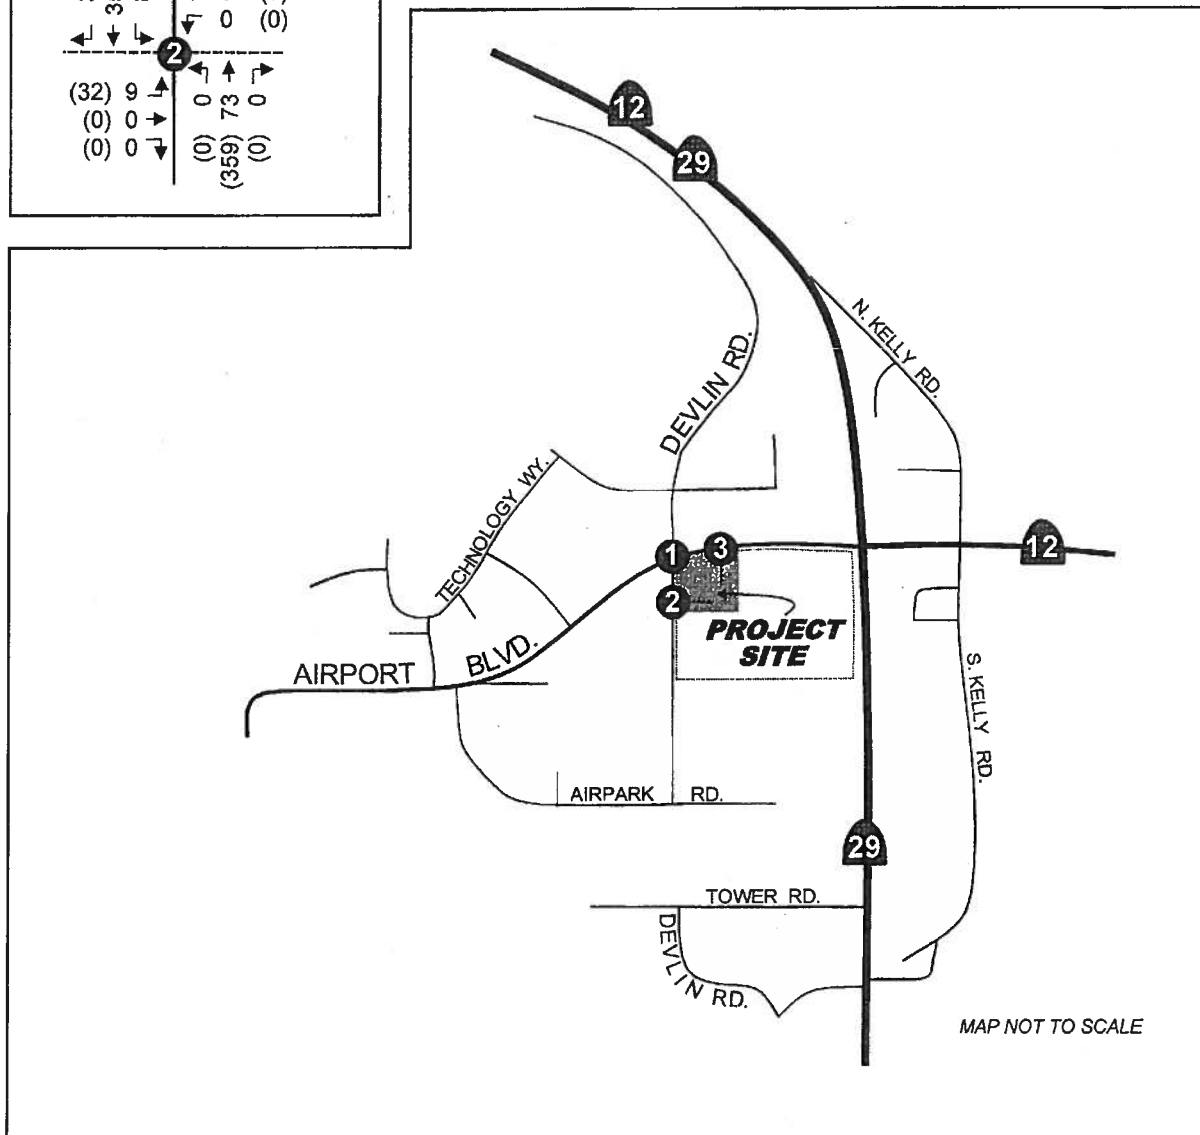 0 (0)
2
(32) 9
(0) 0
(0) 0
(0) 0
(359) 73
(0) 0
12
29
N. KELLY RD.
DEVLIN RD.
TECHNOLOGY WY.
1
3
12
2
PROJECT
SITE
AIRPORT BLVD.
S. KELLY RD.
AIRPARK RD.
29
TOWER RD.
DEVLIN RD.
MAP NOT TO SCALE